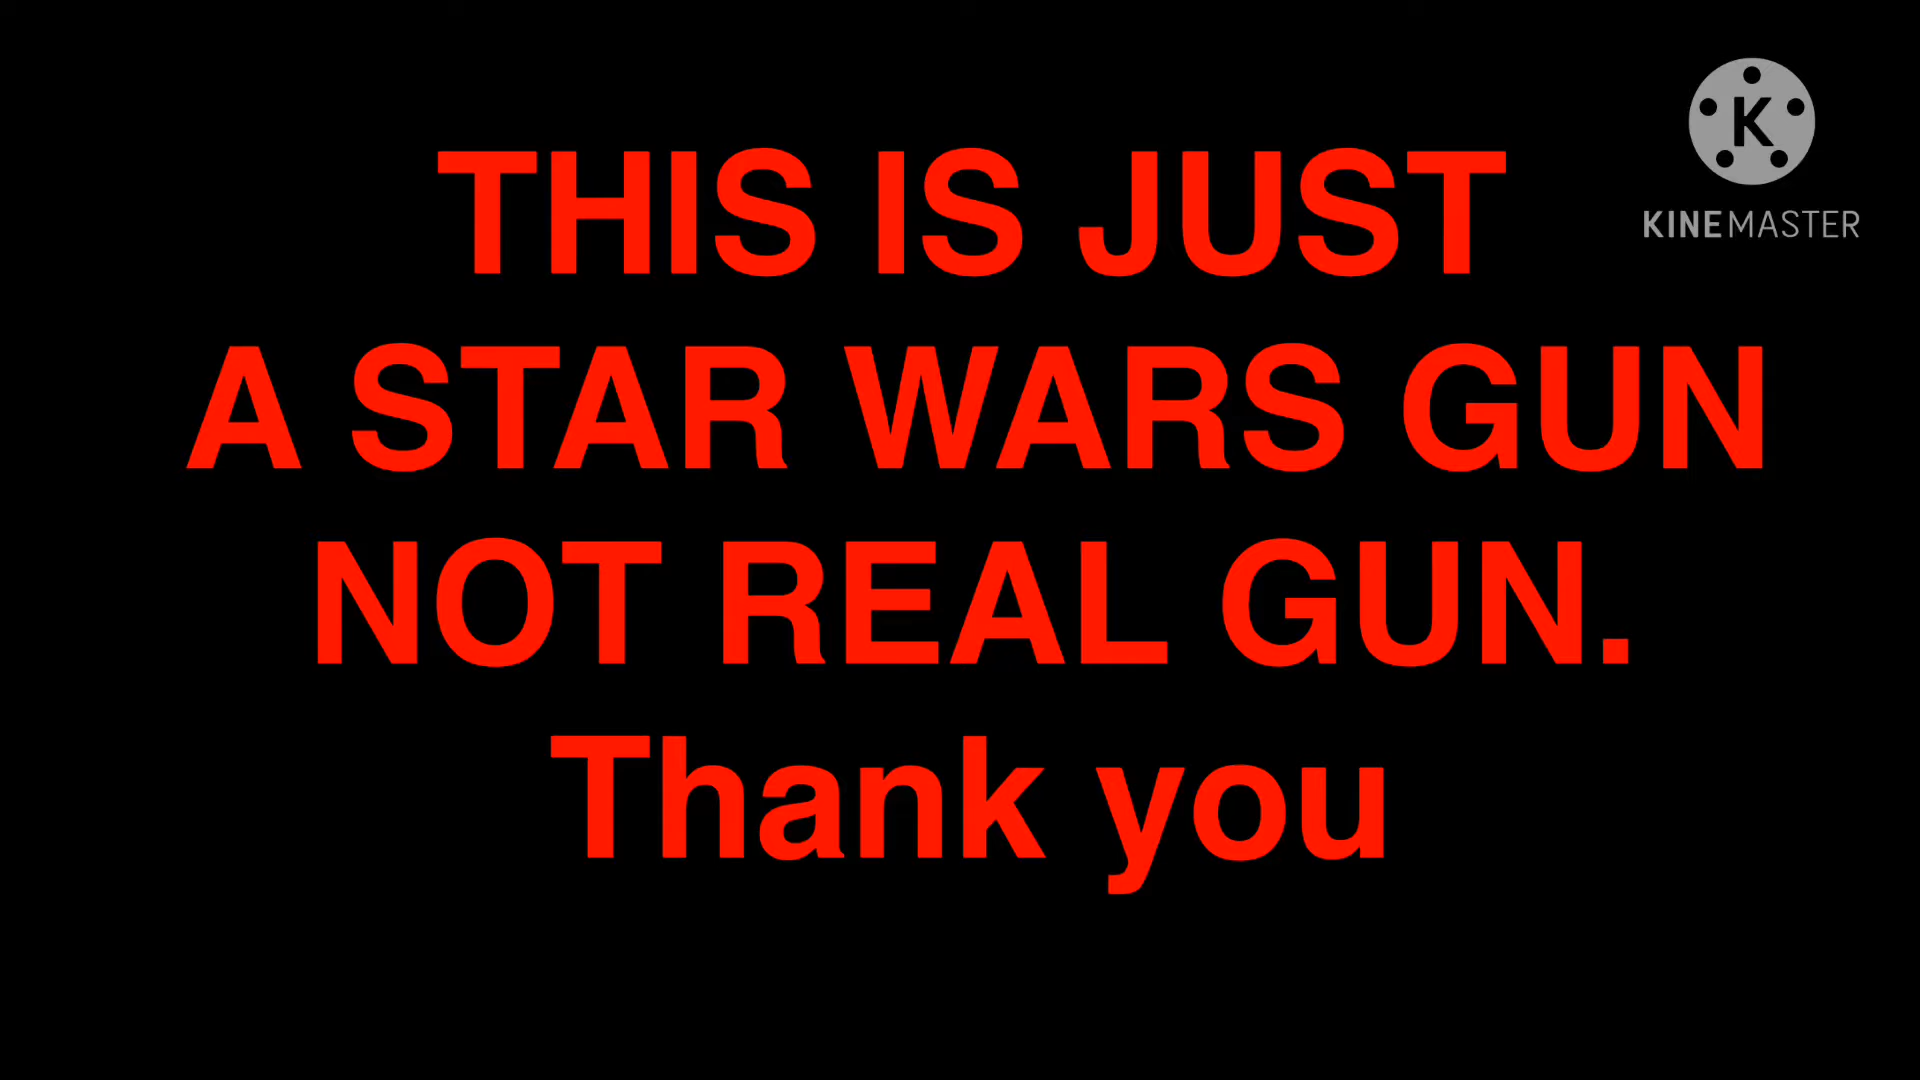 THIS IS JUST
A STAR WARS GUN
NOT REAL GUN.
Thank you
K
KINEMASTER